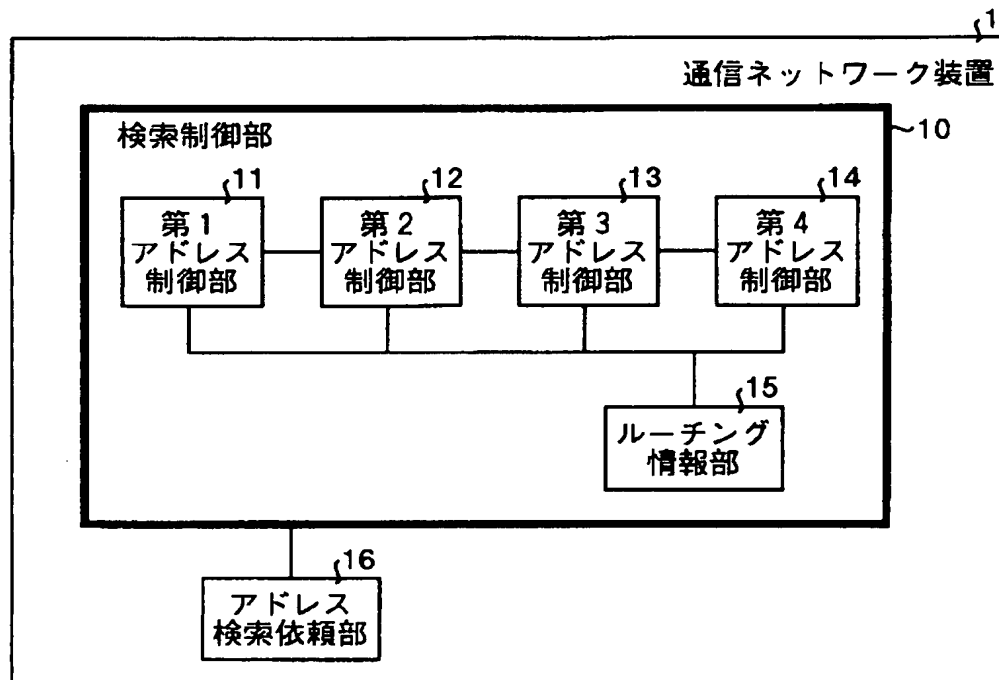 1
通信ネットワーク装置
検索制御部
10
11
12
13
14
第1
アドレス
制御部
第2
アドレス
制御部
第3
アドレス
制御部
第4
アドレス
制御部
15
ルーチング
情報部
16
アドレス
検索依頼部